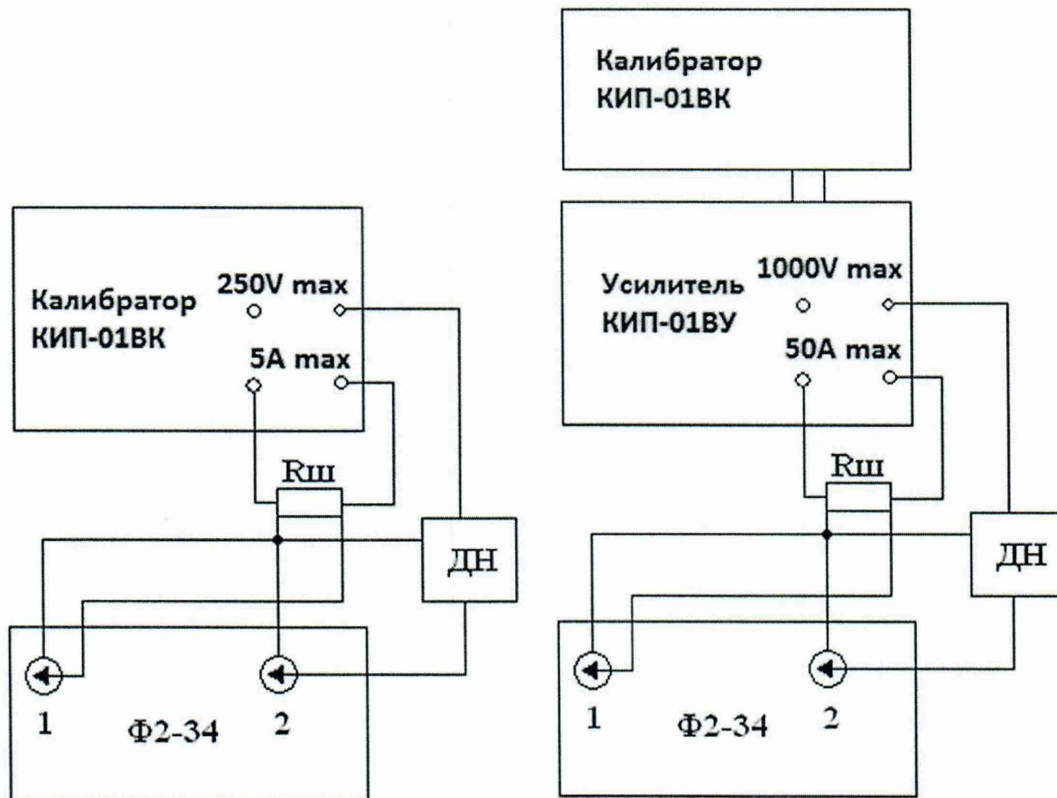 Калибратор
КИП-01ВК
250V max
5A max
Rш
ДН
1
2
Ф2-34
Калибратор
КИП-01ВК
Усилитель
КИП-01ВУ
1000V max
50A max
Rш
ДН
1
2
Ф2-34